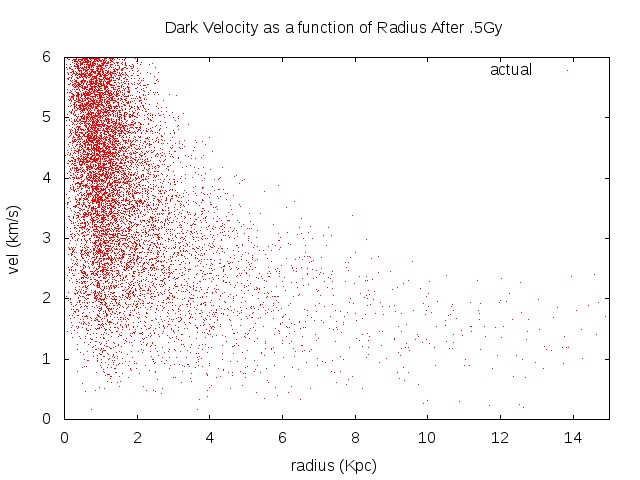 Dark Velocity as a function of Radius After .5Gy
actual
6
5
4
3
2
1
0
vel (km/s)
0 2 4 6 8 10 12 14
radius (Kpc)